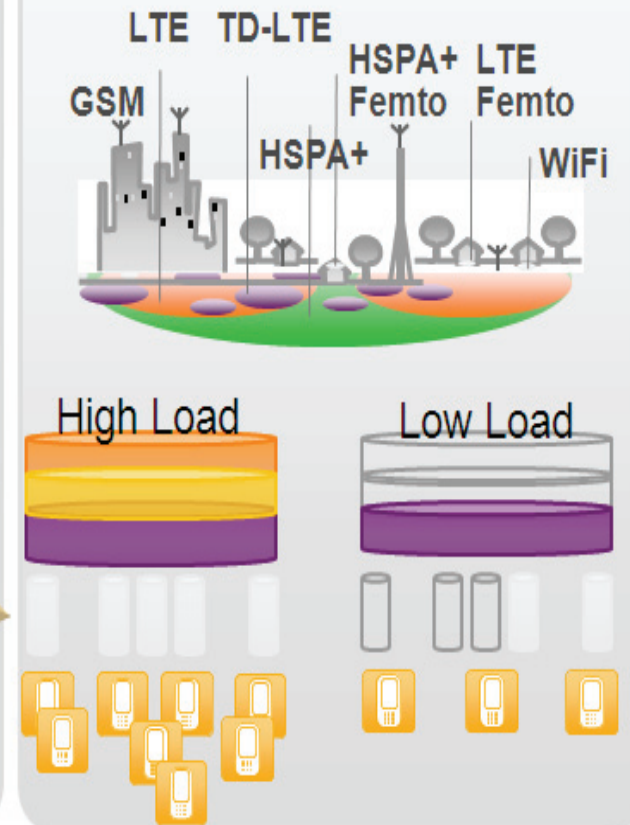 LTE TD-LTE
HSPA+ LTE
GSM Femto Femto
HSPA+ WiFi
High Load Low Load